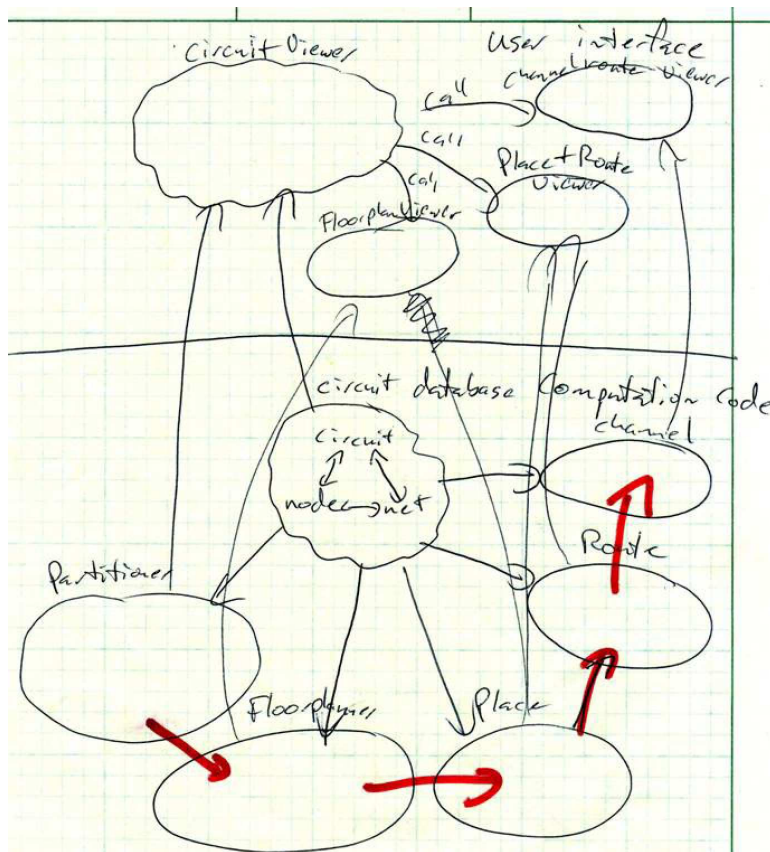 Circuit Viewer
User interface
channel route viewer
call
call
call
Place + Route
Viewer
Floorplan Viewer
circuit database
Computation Code
channel
circuit
node
net
Route
Partitioner
Floorplanner
Place